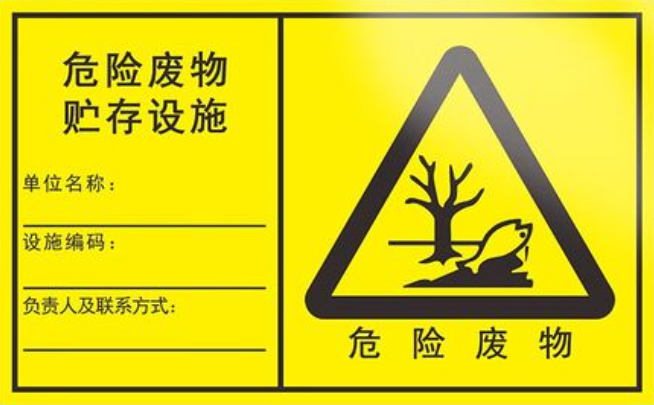 危险废物
贮存设施
单位名称：
设施编码：
负责人及联系方式：
危险废物